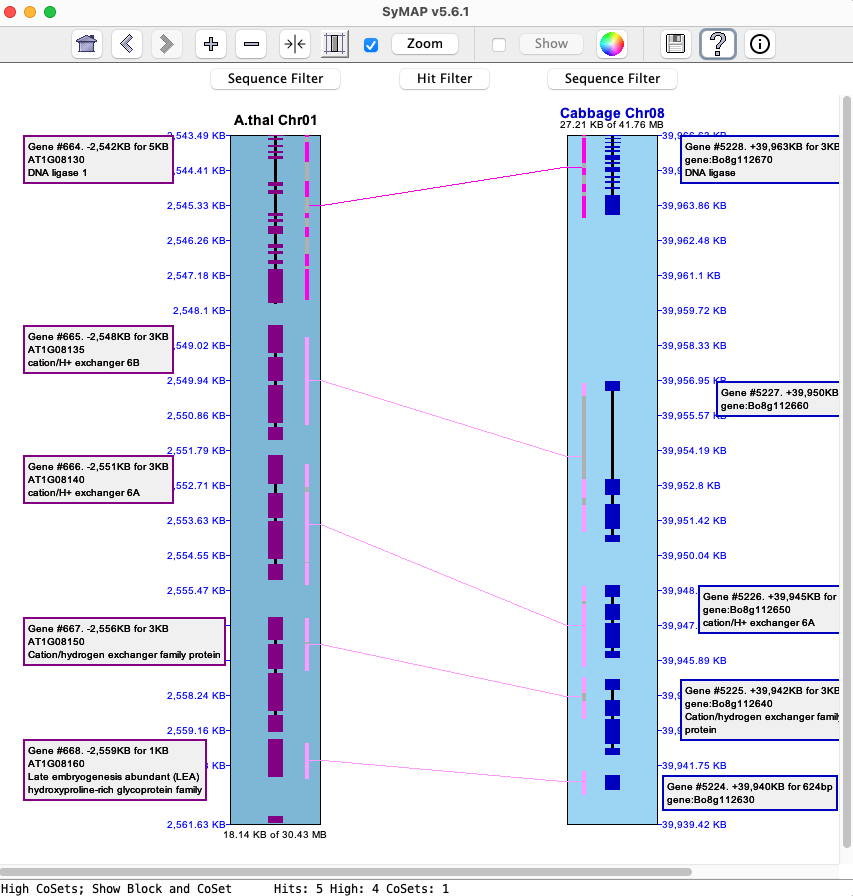 SyMAP v5.6.1
Zoom
Show
?
Sequence Filter
Hit Filter
Sequence Filter
A.thal Chr01
Cabbage Chr08
27.21 KB of 41.76 MB
Gene #664. -2,542KB for 5KB
AT1G08130
DNA ligase 1
Gene #665. -2,548KB for 3KB
AT1G08135
cation/H+ exchanger 6B
Gene #666. -2,551KB for 3KB
AT1G08140
cation/H+ exchanger 6A
Gene #667. -2,556KB for 3KB
AT1G08150
Cation/hydrogen exchanger family protein
Gene #668. -2,559KB for 1KB
AT1G08160
Late embryogenesis abundant (LEA)
hydroxyproline-rich glycoprotein family
,543.49 KB
2,544.41 KB
2,545.33 KB
2,546.26 KB
2,547.18 KB
2,548.1 KB
,549.02 KB
2,549.94 KB
2,550.86 KB
2,551.79 KB
2,552.71 KB
2,553.63 KB
2,554.55 KB
2,555.47 KB
2,558.24 KB
2,559.16 KB
KB
2,561.63 KB
18.14 KB of 30.43 MB
39,963.86 KB
39,962.48 KB
39,961.1 KB
39,959.72 KB
39,958.33 KB
39,956.95 KB
39,955.57 KB
39,954.19 KB
39,952.8 KB
39,951.42 KB
39,950.04 KB
39,948.
39,947.
39,945.89 KB
39,941.75 KB
39,939.42 KB
Gene #5228. +39,963KB for 3KB
gene:Bo8g112670
DNA ligase
Gene #5227. +39,950KB
gene:Bo8g112660
Gene #5226. +39,945KB for
gene:Bo8g112650
cation/H+ exchanger 6A
Gene #5225. +39,942KB for 3KB
gene:Bo8g112640
Cation/hydrogen exchanger family
protein
Gene #5224. +39,940KB for 624bp
gene:Bo8g112630
High CoSets; Show Block and CoSet Hits: 5 High: 4 CoSets: 1